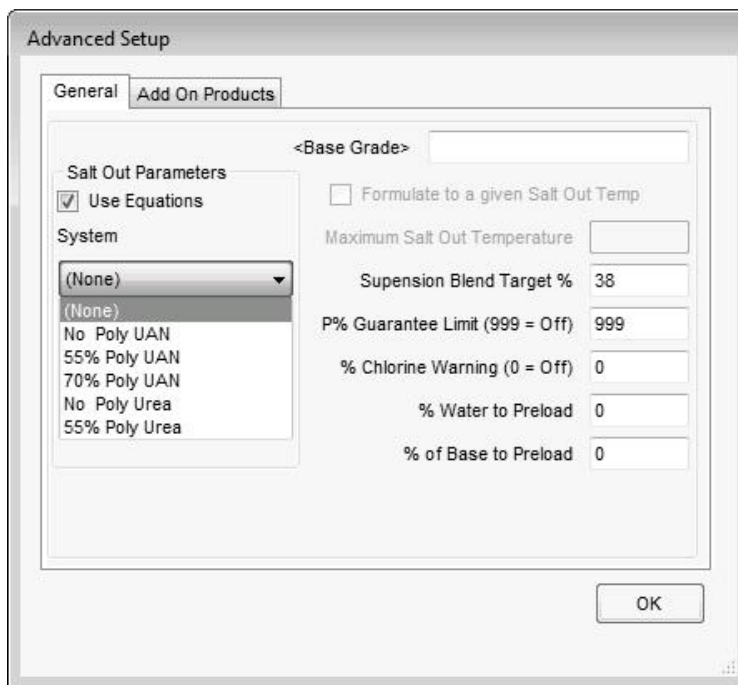 Advanced Setup
General
Add On Products
<Base Grade>
Salt Out Parameters
Use Equations
Formulate to a given Salt Out Temp
System
Maximum Salt Out Temperature
(None)
Supension Blend Target % 38
(None)
No Poly UAN
55% Poly UAN
70% Poly UAN
No Poly Urea
55% Poly Urea
P% Guarantee Limit (999 = Off) 999
% Chlorine Warning (0 = Off) 0
% Water to Preload 0
% of Base to Preload 0
OK